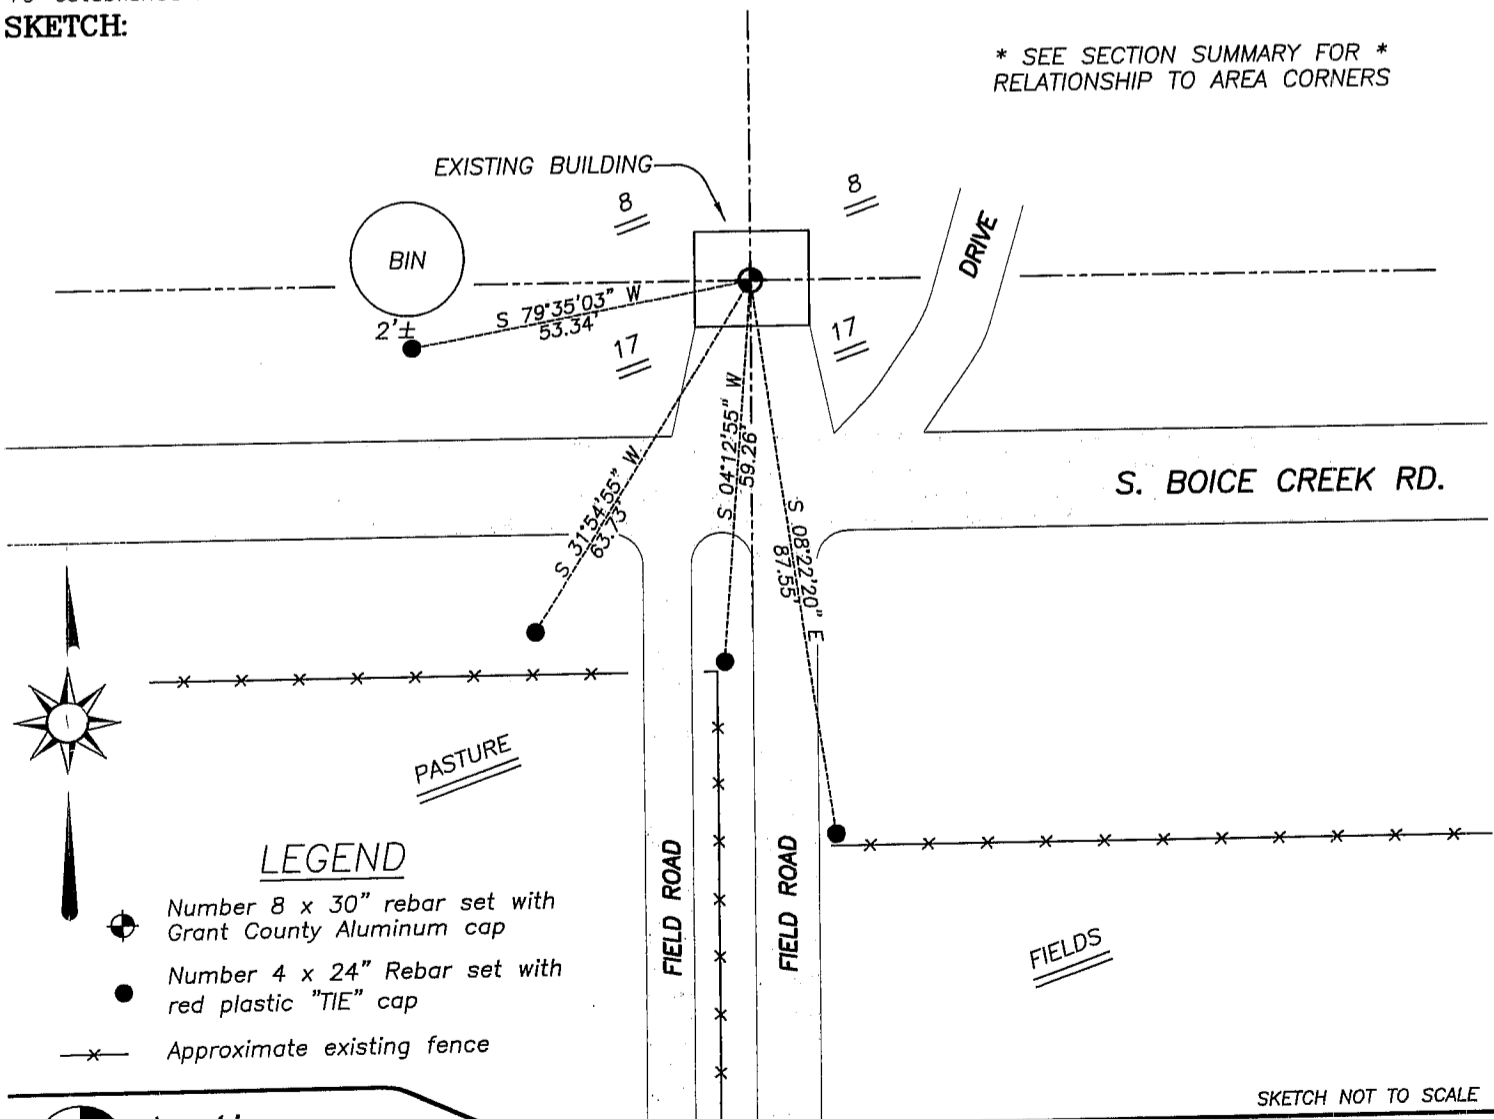 SKETCH:
* SEE SECTION SUMMARY FOR *
RELATIONSHIP TO AREA CORNERS
EXISTING BUILDING
8
8
DRIVE
BIN
S 79°35'03" W
53.34'
2'±
17
17
S 04°12'55" W
59.26'
S 31°54'55" W
63.73'
S 08°22'20" E
87.55'
S. BOICE CREEK RD.
PASTURE
FIELD ROAD
FIELD ROAD
FIELDS
LEGEND
Number 8 x 30" rebar set with
Grant County Aluminum cap
Number 4 x 24" Rebar set with
red plastic "TIE" cap
Approximate existing fence
SKETCH NOT TO SCALE